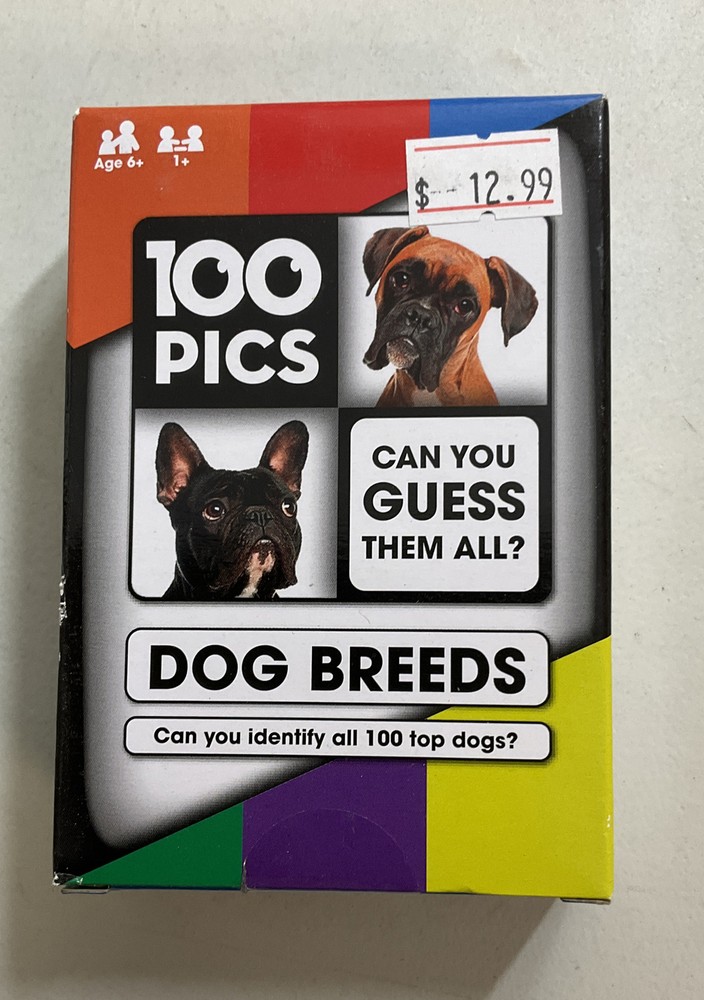 Age 6+
1+
$-- 12.99
100
PICS
CAN YOU
GUESS
THEM ALL?
DOG BREEDS
Can you identify all 100 top dogs?